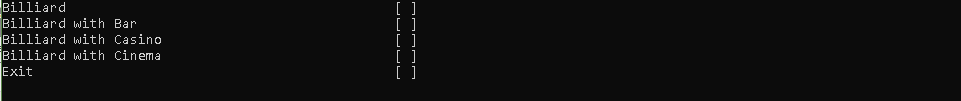 Billiard [ ]
Billiard with Bar [ ]
Billiard with Casino [ ]
Billiard with Cinema [ ]
Exit [ ]